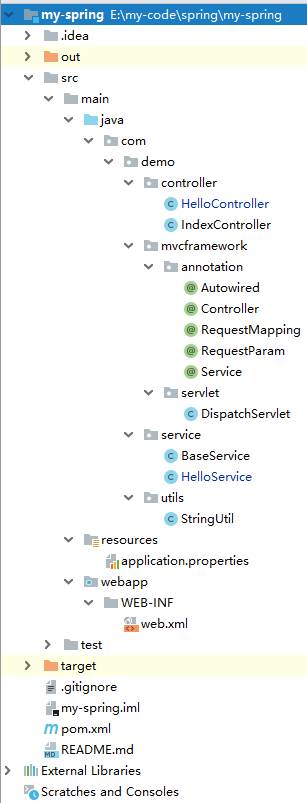 my-spring E:\my-code\spring\my-spring
.idea
out
src
main
java
com
demo
controller
HelloController
IndexController
mvcframework
annotation
Autowired
Controller
RequestMapping
RequestParam
Service
servlet
DispatchServlet
service
BaseService
HelloService
utils
StringUtil
resources
application.properties
webapp
WEB-INF
web.xml
test
target
.gitignore
my-spring.iml
pom.xml
README.md
External Libraries
Scratches and Consoles